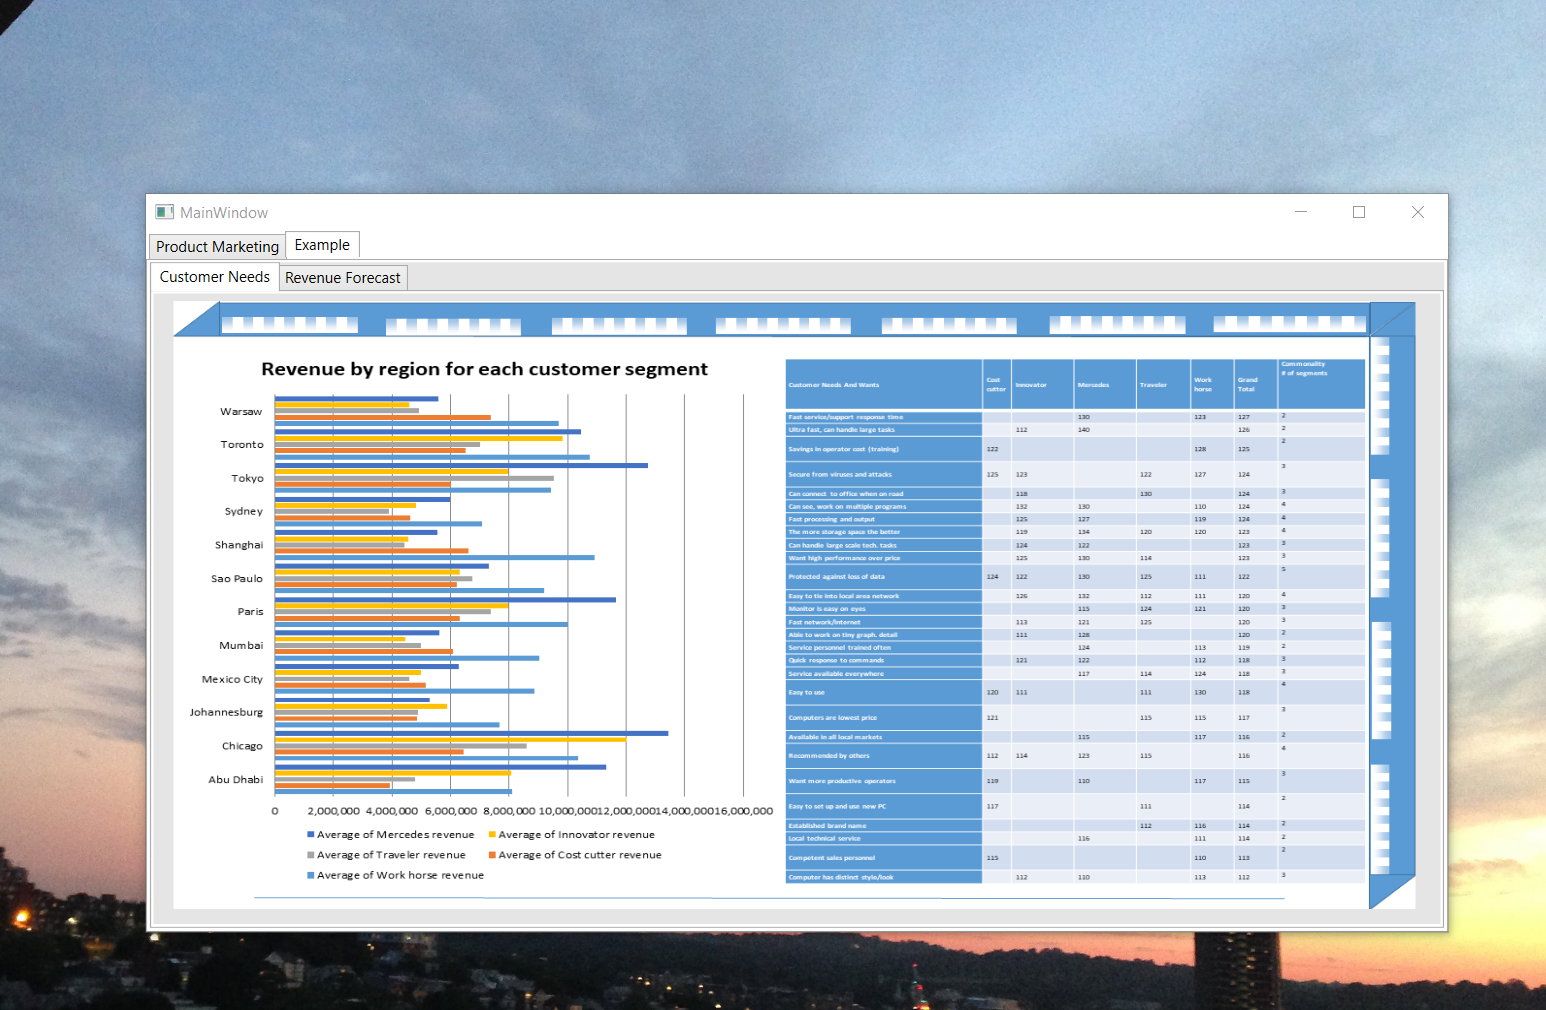 MainWindow
Product Marketing Example
Customer Needs Revenue Forecast
Revenue by region for each customer segment
Warsaw
Toronto
Tokyo
Sydney
Shanghai
Sao Paulo
Paris
Mumbai
Mexico City
Johannesburg
Chicago
Abu Dhabi
0 2,000,000 4,000,000 6,000,000 8,000,000 10,000,000 12,000,000 14,000,000 16,000,000
Average of Mercedes revenue Average of Innovator revenue
Average of Traveler revenue Average of Cost cutter revenue
Average of Work horse revenue
Customer Needs And Wants Cost cutter Innovator Mercedes Traveler Work horse Grand Total Commonality # of segments
Fast service/support response time 130 123 127 2
Ultra fast, can handle large tasks 112 140 126 2
Savings in operator cost (training) 122 128 125 2
Secure from viruses and attacks 125 123 122 127 124 3
Can connect to office when on road 118 130 124 3
Can see, work on multiple programs 132 130 110 124 4
Fast processing and output 125 127 119 124 4
The more storage space the better 119 134 120 120 123 4
Can handle large scale tech. tasks 124 122 123 3
Want high performance over price 125 130 114 123 3
Protected against loss of data 124 122 130 125 111 122 5
Easy to tie into local area network 126 132 112 111 120 4
Monitor is easy on eyes 115 124 121 120 3
Fast network/internet 113 121 125 120 3
Able to work on tiny graph. detail 111 128 120 2
Service personnel trained often 124 113 119 2
Quick response to commands 121 122 112 118 3
Service available everywhere 117 114 124 118 3
Easy to use 120 111 111 130 118 4
Computers are lowest price 121 115 115 117 3
Available in all local markets 115 117 116 2
Recommended by others 112 114 123 115 116 4
Want more productive operators 119 110 117 115 3
Easy to set up and use new PC 117 111 114 2
Established brand name 112 116 114 2
Local technical service 116 111 114 2
Competent sales personnel 115 110 113 2
Computer has distinct style/look 112 110 113 112 3